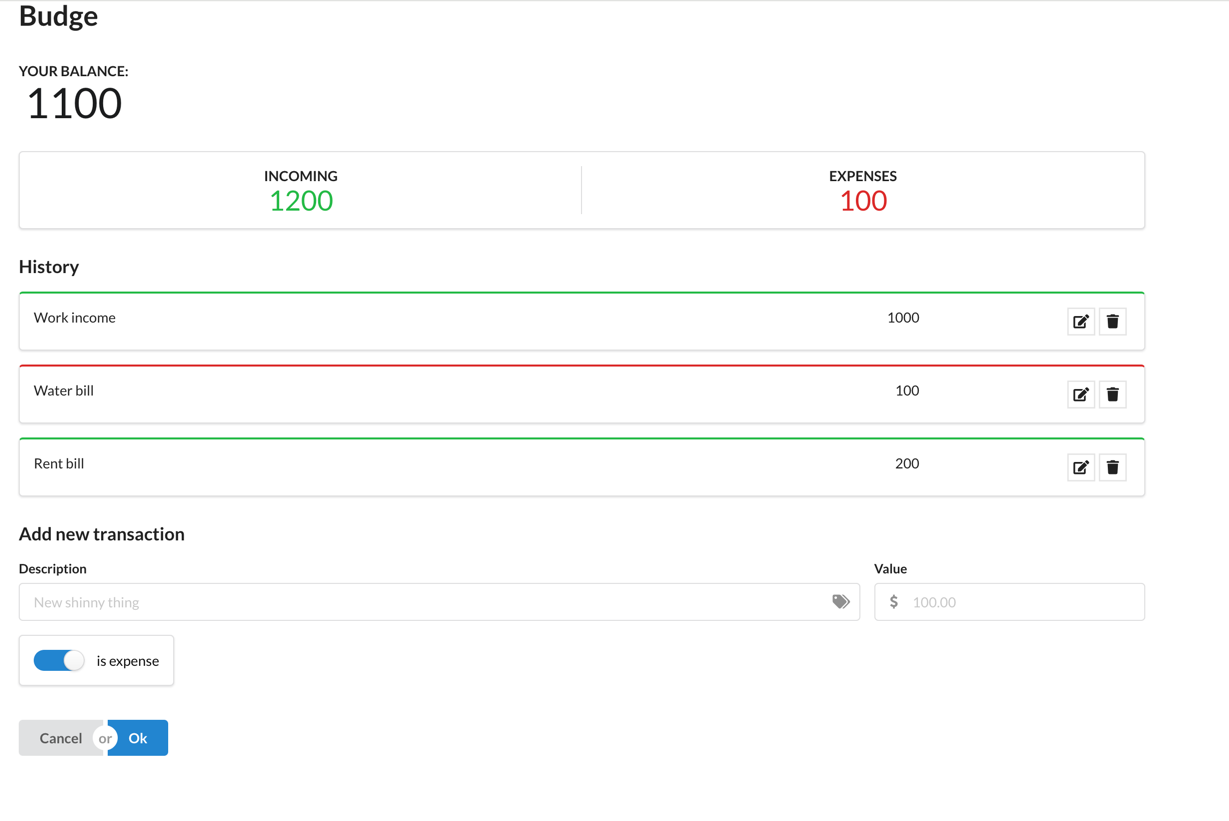 Budge
YOUR BALANCE:
1100
INCOMING
1200
EXPENSES
100
History
Work income 1000
Water bill 100
Rent bill 200
Add new transaction
Description
New shinny thing
Value
$ 100.00
is expense
Cancel or Ok